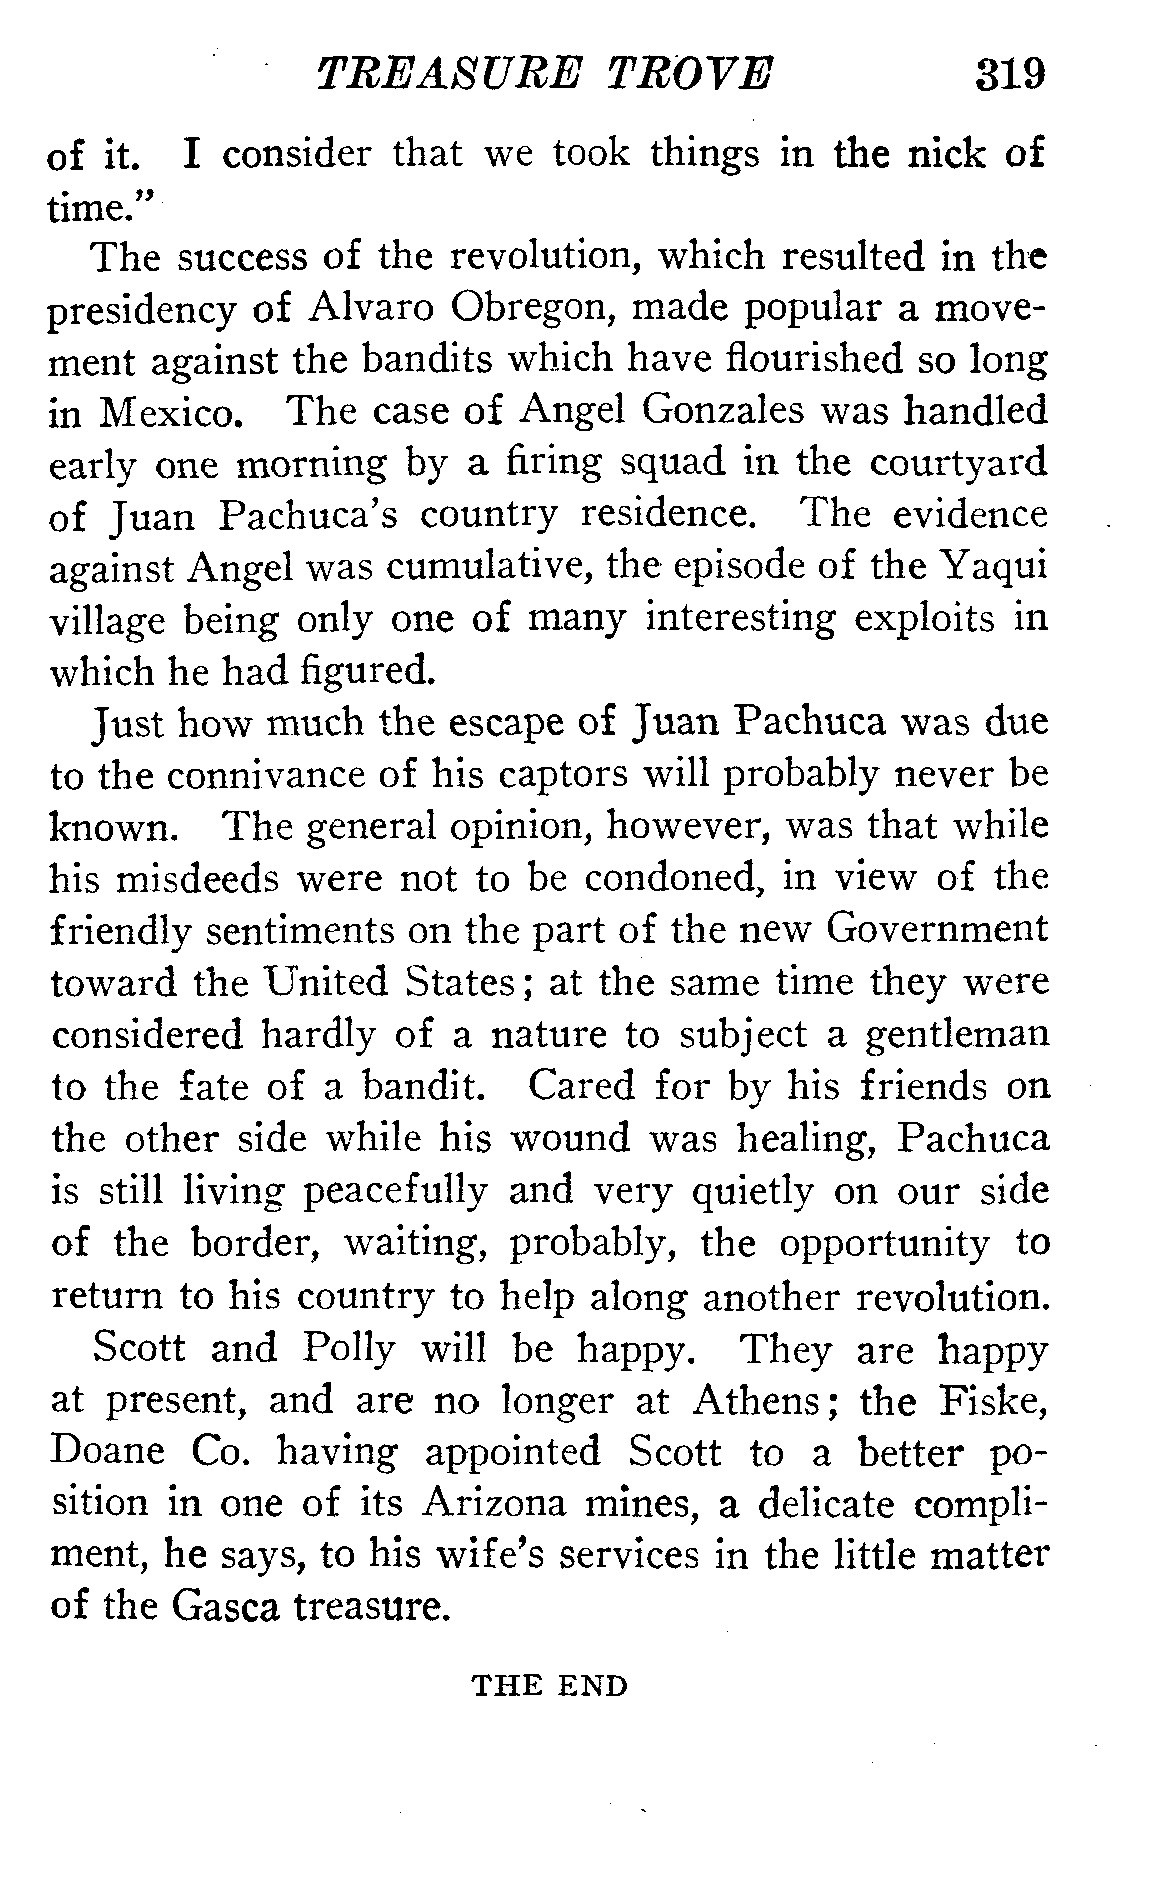 TREASURE TROVE 319
of it. I consider that we took things in the nick of
time."
The success of the revolution, which resulted in the
presidency of Alvaro Obregon, made popular a move-
ment against the bandits which have flourished so long
in Mexico. The case of Angel Gonzales was handled
early one morning by a firing squad in the courtyard
of Juan Pachuca's country residence. The evidence
against Angel was cumulative, the episode of the Yaqui
village being only one of many interesting exploits in
which he had figured.
Just how much the escape of Juan Pachuca was due
to the connivance of his captors will probably never be
known. The general opinion, however, was that while
his misdeeds were not to be condoned, in view of the
friendly sentiments on the part of the new Government
toward the United States; at the same time they were
considered hardly of a nature to subject a gentleman
to the fate of a bandit. Cared for by his friends on
the other side while his wound was healing, Pachuca
is still living peacefully and very quietly on our side
of the border, waiting, probably, the opportunity to
return to his country to help along another revolution.
Scott and Polly will be happy. They are happy
at present, and are no longer at Athens; the Fiske,
Doane Co. having appointed Scott to a better po-
sition in one of its Arizona mines, a delicate compli-
ment, he says, to his wife's services in the little matter
of the Gasca treasure.
THE END